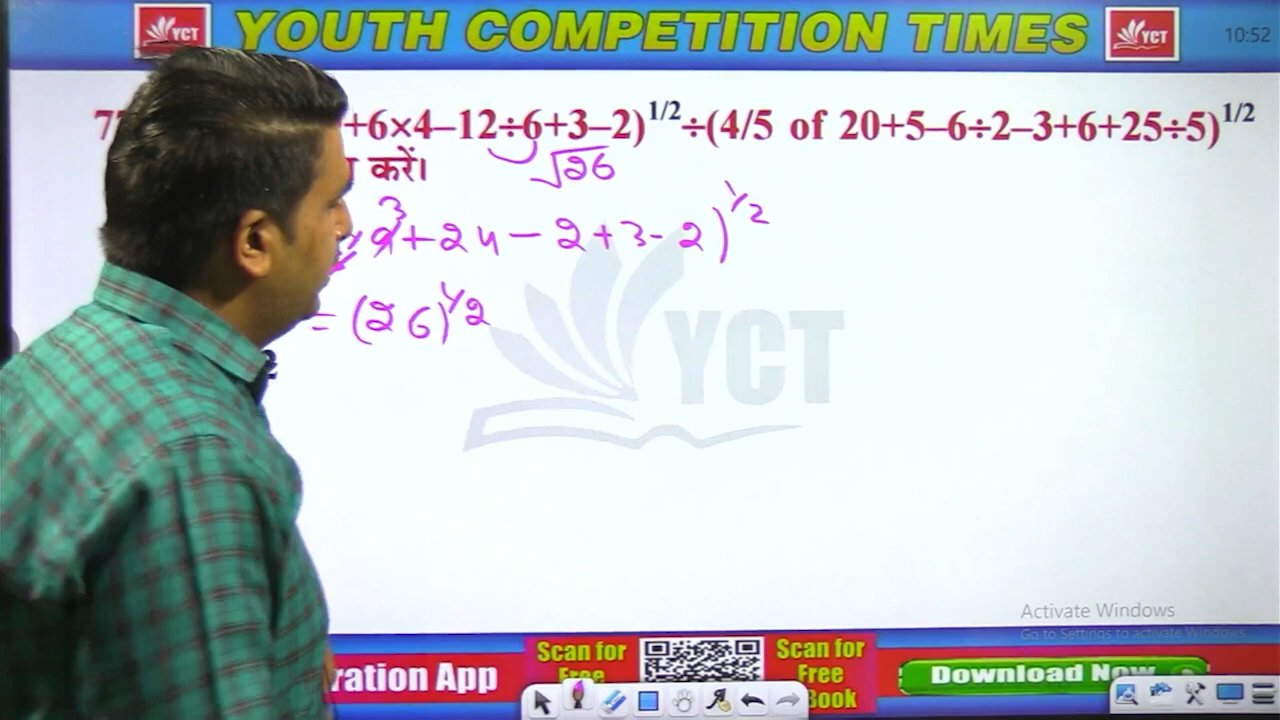 YCT YOUTH COMPETITION TIMES YCT 10:52
+6×4–12÷6+3–2)^1/2÷(4/5 of 20+5–6÷2–3+6+25÷5)^1/2
करें। √26
3
+24-2+3-2)^1/2
=(26)^1/2
YCT
Activate Windows
Go to Settings to activate Windows.
ration App Scan for Free Scan for Free Book Download Now